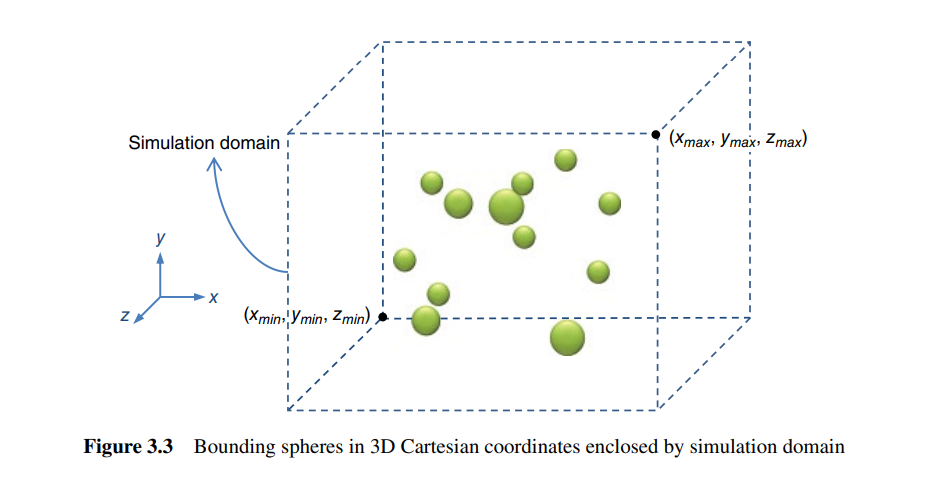 (xmax, ymax, zmax)
Simulation domain
y
x
z
(xmin, ymin, zmin)
Figure 3.3 Bounding spheres in 3D Cartesian coordinates enclosed by simulation domain